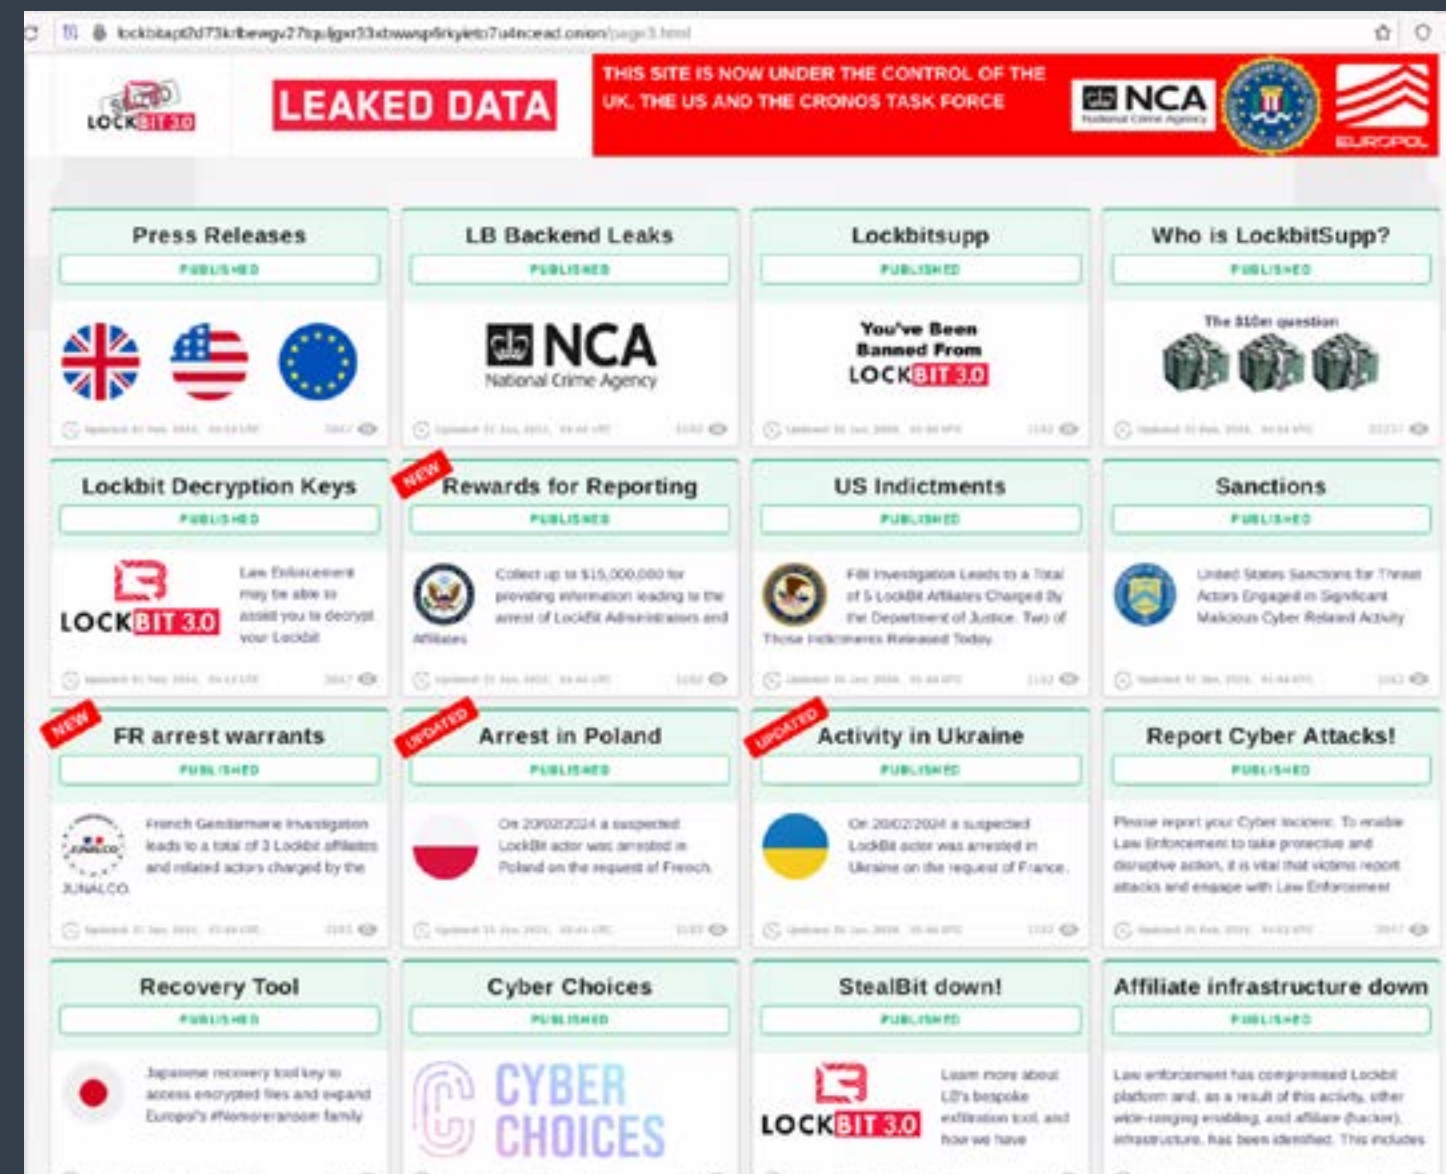 LOCKBIT 3.0
LEAKED DATA
THIS SITE IS NOW UNDER THE CONTROL OF THE
UK, THE US AND THE CRONOS TASK FORCE
NCA
National Crime Agency
EUROPOL
Press Releases
PUBLISHED
LB Backend Leaks
PUBLISHED
NCA
National Crime Agency
Lockbitsupp
PUBLISHED
You've Been
Banned From
LOCKBIT 3.0
Who is LockbitSupp?
PUBLISHED
The $10m question
Lockbit Decryption Keys
PUBLISHED
LOCKBIT 3.0
Law Enforcement
may be able to
assist you to decrypt
your Lockbit
NEW
Rewards for Reporting
PUBLISHED
Collect up to $15,000,000 for
providing information leading to the
arrest of LockBit Administrators and
Affiliates
US Indictments
PUBLISHED
FBI Investigation Leads to a Total
of 5 LockBit Affiliates Charged By
the Department of Justice. Two of
Those Indictments Released Today.
Sanctions
PUBLISHED
United States Sanctions for Threat
Actors Engaged in Significant
Malicious Cyber Related Activity
NEW
FR arrest warrants
PUBLISHED
JUNALCO
French Gendarmerie Investigation
leads to a total of 3 Lockbit affiliates
and related actors charged by the
JUNALCO.
UPDATED
Arrest in Poland
PUBLISHED
On 20/02/2024 a suspected
LockBit actor was arrested in
Poland on the request of French.
UPDATED
Activity in Ukraine
PUBLISHED
On 20/02/2024 a suspected
LockBit actor was arrested in
Ukraine on the request of France.
Report Cyber Attacks!
PUBLISHED
Please report your Cyber Incident. To enable
Law Enforcement to take protective and
disruptive action, it is vital that victims report
attacks and engage with Law Enforcement
Recovery Tool
PUBLISHED
Japanese recovery tool key to
access encrypted files and expand
Europol's #Nomoreransom family
Cyber Choices
PUBLISHED
CYBER
CHOICES
StealBit down!
PUBLISHED
LOCKBIT 3.0
Learn more about
LB's bespoke
exfiltration tool, and
how we have
Affiliate infrastructure down
PUBLISHED
Law enforcement has compromised Lockbit
platform and, as a result of this activity, other
wide-ranging enabling, and affiliate (hacker),
infrastructure, has been identified. This includes